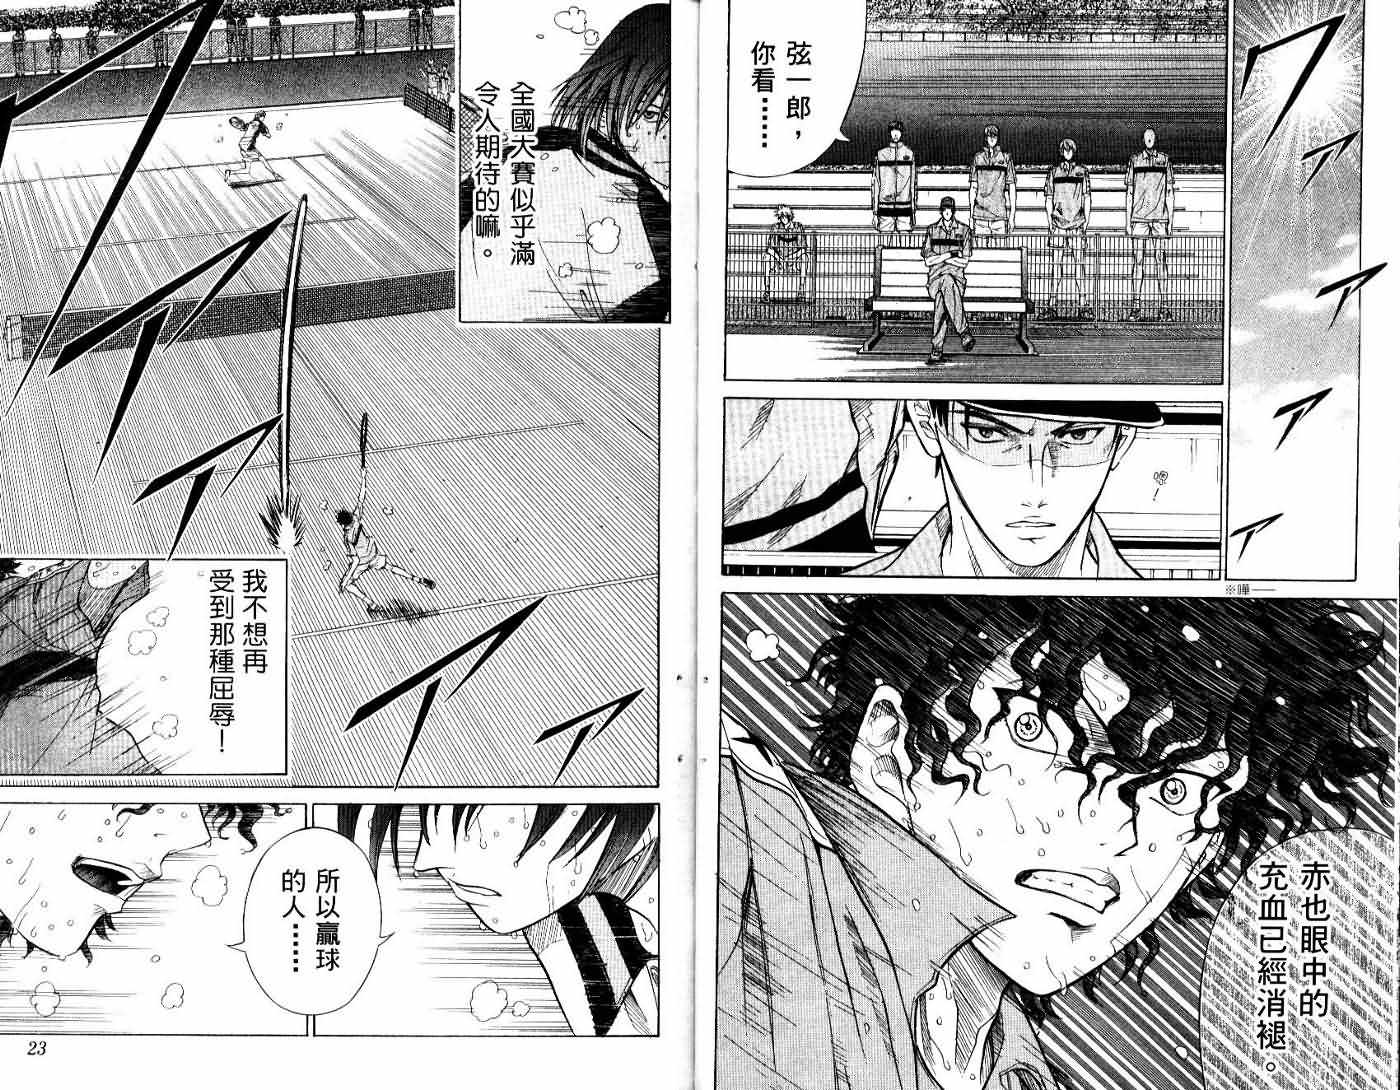 弦一郎，
你看……
嗯！
※嘩——
赤也眼中的
充血已經消褪。
全國大賽似乎滿
令人期待的嘛。
我不想再
受到那種屈辱！
所以贏球
的人……
23